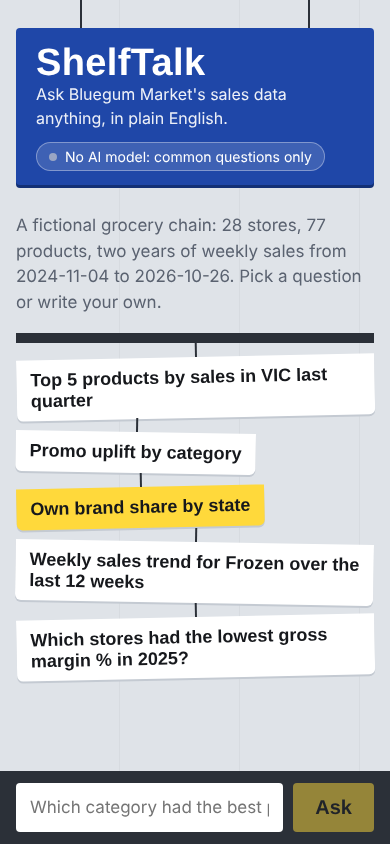 ShelfTalk
Ask Bluegum Market's sales data
anything, in plain English.
No AI model: common questions only
A fictional grocery chain: 28 stores, 77
products, two years of weekly sales from
2024-11-04 to 2026-10-26. Pick a question
or write your own.
Top 5 products by sales in VIC last
quarter
Promo uplift by category
Own brand share by state
Weekly sales trend for Frozen over the
last 12 weeks
Which stores had the lowest gross
margin % in 2025?
Which category had the best
Ask